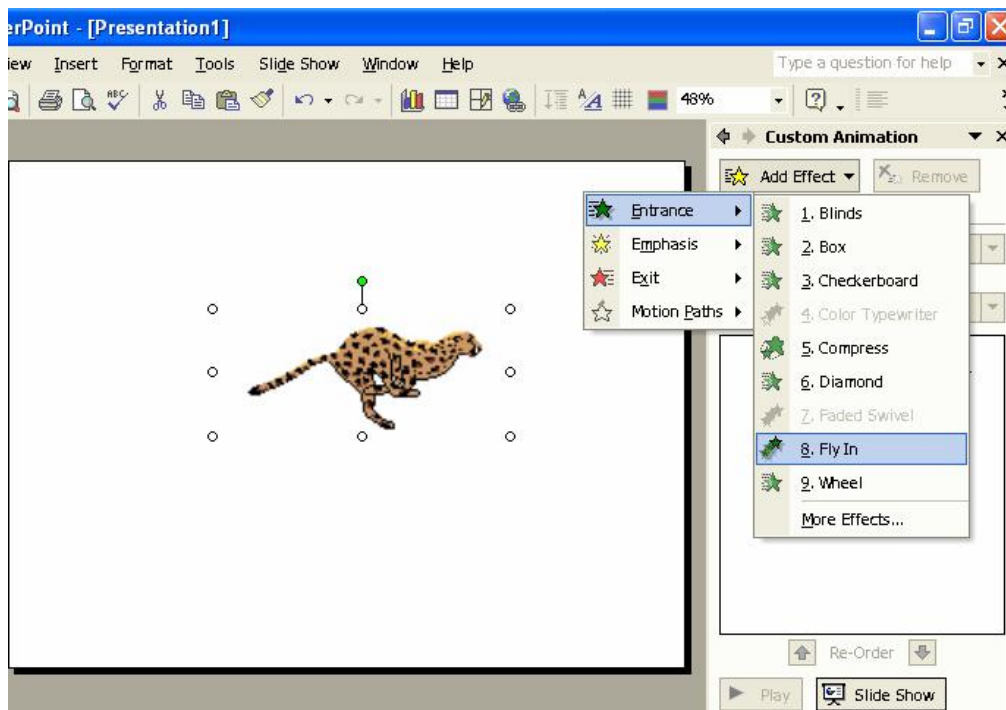 erPoint - [Presentation1]
iew Insert Format Tools Slide Show Window Help Type a question for help
ABC 48%
Custom Animation
Add Effect Remove
Entrance
Emphasis
Exit
Motion Paths
1. Blinds
2. Box
3. Checkerboard
4. Color Typewriter
5. Compress
6. Diamond
7. Faded Swivel
8. Fly In
9. Wheel
More Effects...
Re-Order
Play Slide Show